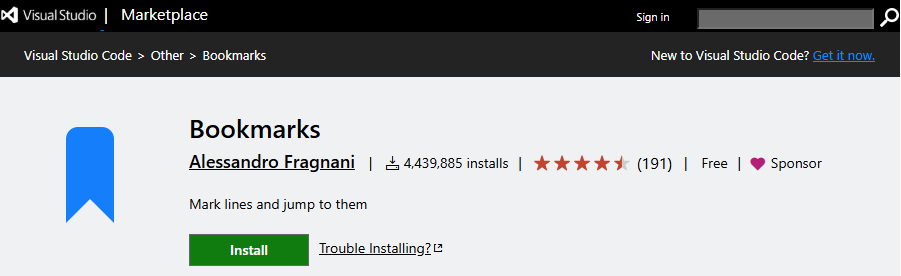 Visual Studio | Marketplace Sign in
Visual Studio Code > Other > Bookmarks New to Visual Studio Code? Get it now.
Bookmarks
Alessandro Fragnani | 4,439,885 installs | (191) | Free | Sponsor
Mark lines and jump to them
Install Trouble Installing?